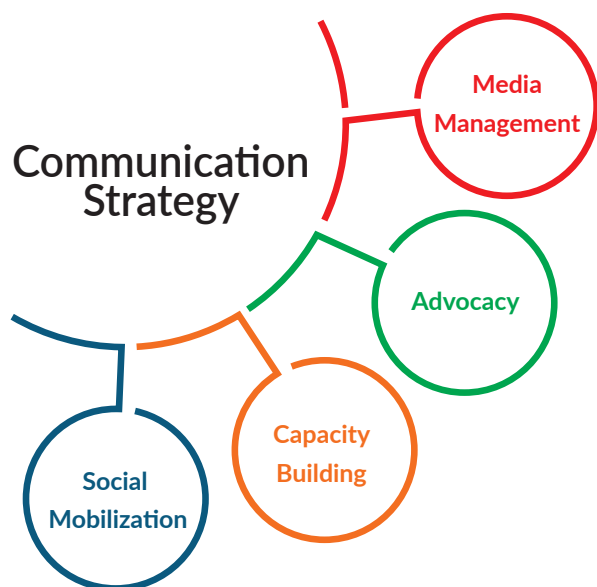 Communication
Strategy
Media
Management
Advocacy
Capacity
Building
Social
Mobilization